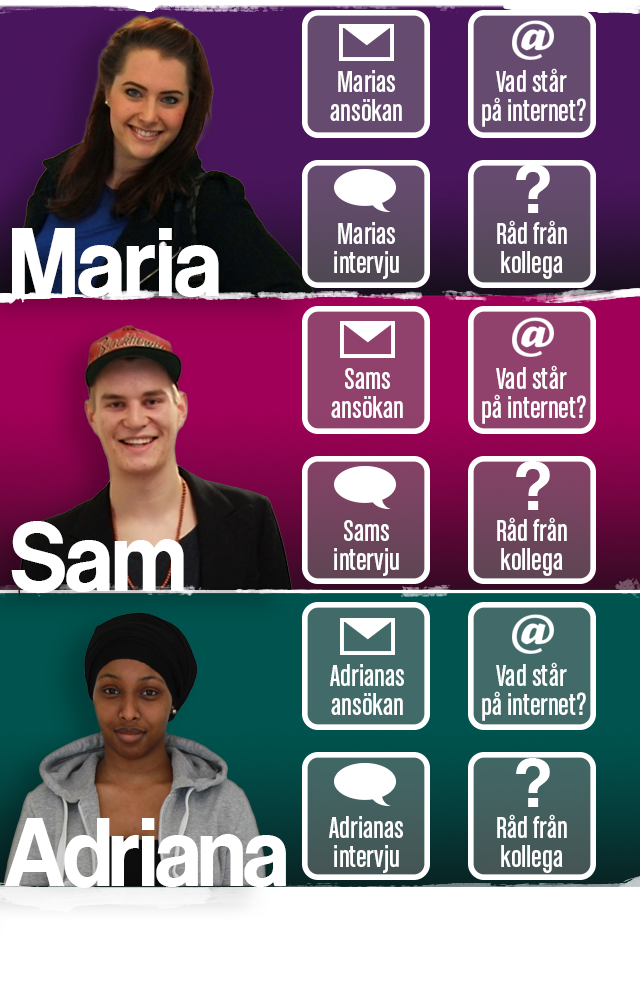 Maria
Marias
ansökan
@
Vad står
på internet?
Marias
intervju
?
Råd från
kollega
Sam
Sams
ansökan
@
Vad står
på internet?
Sams
intervju
?
Råd från
kollega
Adriana
Adrianas
ansökan
@
Vad står
på internet?
Adrianas
intervju
?
Råd från
kollega